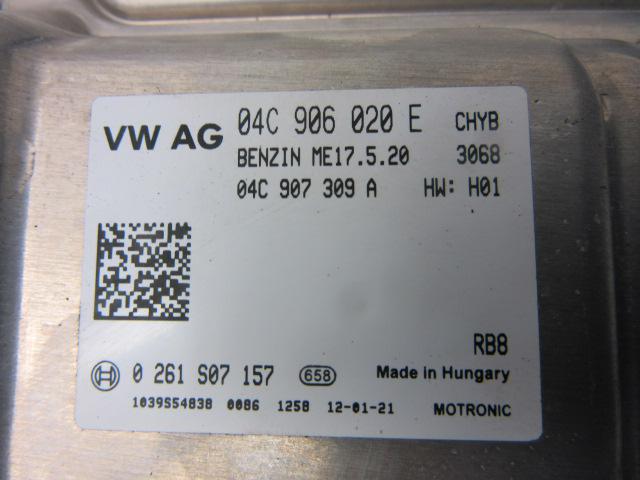 VW AG 04C 906 020 E CHYB
BENZIN ME17.5.20 3068
04C 907 309 A HW: H01
RB8
0 261 S07 157 658 Made in Hungary
1039S54838 0086 1258 12-01-21 MOTRONIC